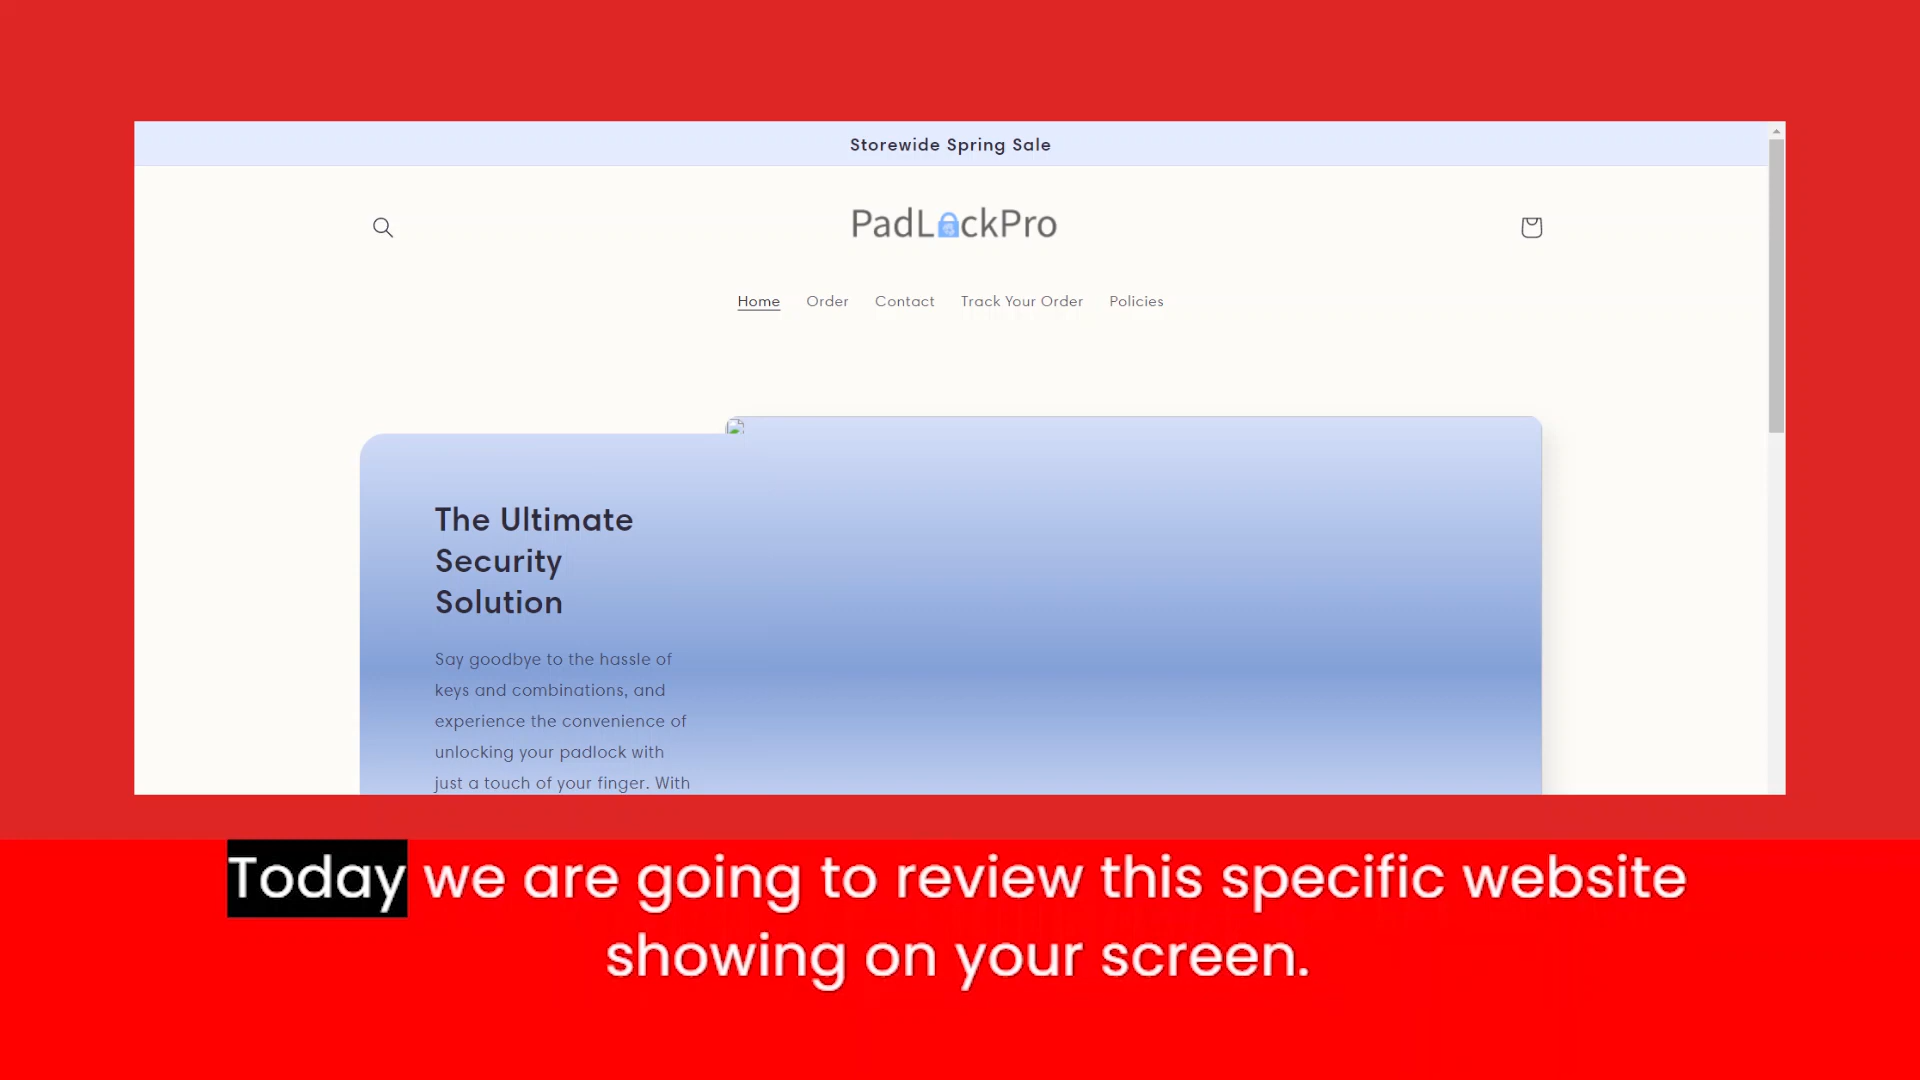 Storewide Spring Sale
PadLockPro
Home Order Contact Track Your Order Policies
The Ultimate
Security
Solution
Say goodbye to the hassle of
keys and combinations, and
experience the convenience of
unlocking your padlock with
just a touch of your finger. With
Today we are going to review this specific website
showing on your screen.